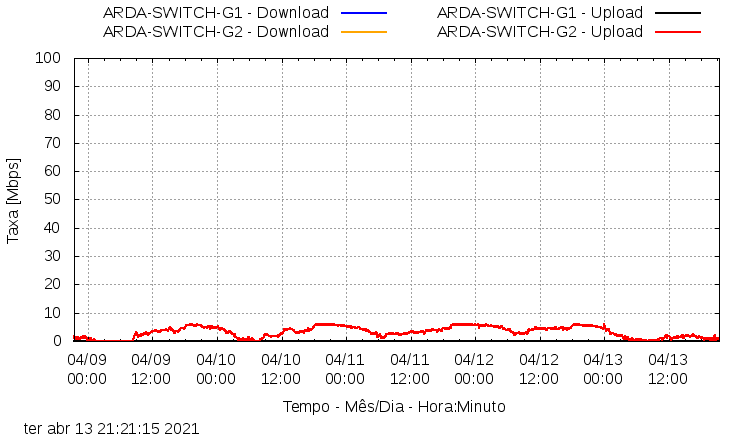 ARDA-SWITCH-G1 - Download ARDA-SWITCH-G1 - Upload
ARDA-SWITCH-G2 - Download ARDA-SWITCH-G2 - Upload
100
90
80
70
60
50
40
30
20
10
0
Taxa [Mbps]
04/09 04/09 04/10 04/10 04/11 04/11 04/12 04/12 04/13 04/13
00:00 12:00 00:00 12:00 00:00 12:00 00:00 12:00 00:00 12:00
Tempo - Mês/Dia - Hora:Minuto
ter abr 13 21:21:15 2021